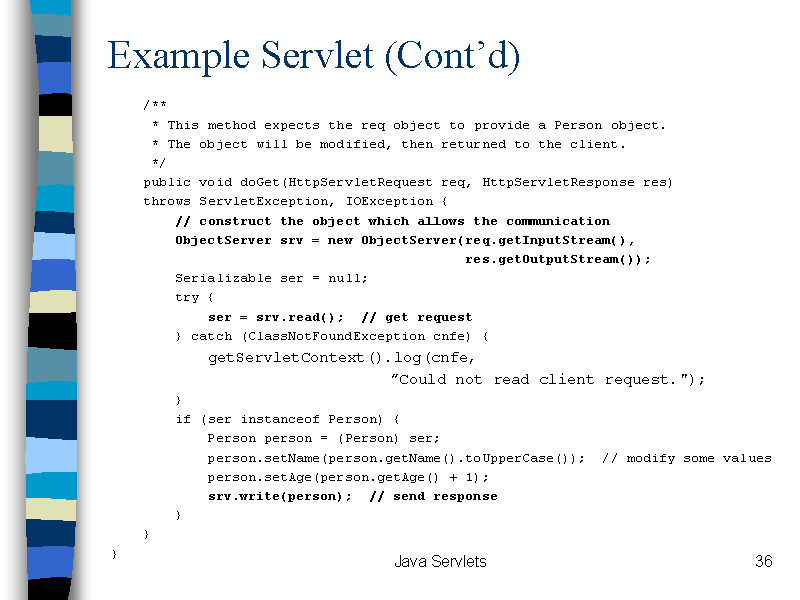 Example Servlet (Cont’d)
/**
 * This method expects the req object to provide a Person object.
 * The object will be modified, then returned to the client.
 */
public void doGet(HttpServletRequest req, HttpServletResponse res)
throws ServletException, IOException {
    // construct the object which allows the communication
    ObjectServer srv = new ObjectServer(req.getInputStream(),
                                        res.getOutputStream());
    Serializable ser = null;
    try {
        ser = srv.read();  // get request
    } catch (ClassNotFoundException cnfe) {
        getServletContext().log(cnfe,
                            ”Could not read client request.");
    }
    if (ser instanceof Person) {
        Person person = (Person) ser;
        person.setName(person.getName().toUpperCase());  // modify some values
        person.setAge(person.getAge() + 1);
        srv.write(person);  // send response
    }
}
}
Java Servlets
36